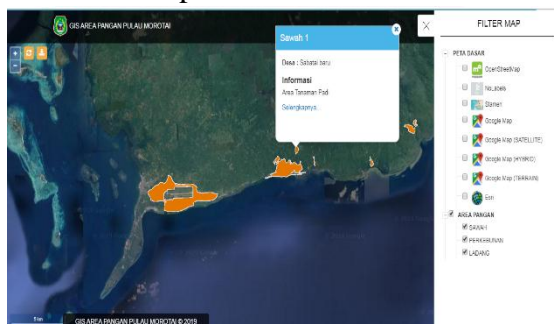 GIS AREA PANGAN PULAU MOROTAI
Sawah 1
Desa : Sabatai baru
Informasi
Area Tanaman Padi
Selengkapnya
FILTER MAP
PETA DASAR
OpenStreetMap
Stamen
Google Map
Google Map (SATELLITE)
Google Map (HYBRID)
Google Map (TERRAIN)
Esri
AREA PANGAN
SAWAH
PERKEBUNAN
LADANG
5 km
GIS AREA PANGAN PULAU MOROTAI © 2019